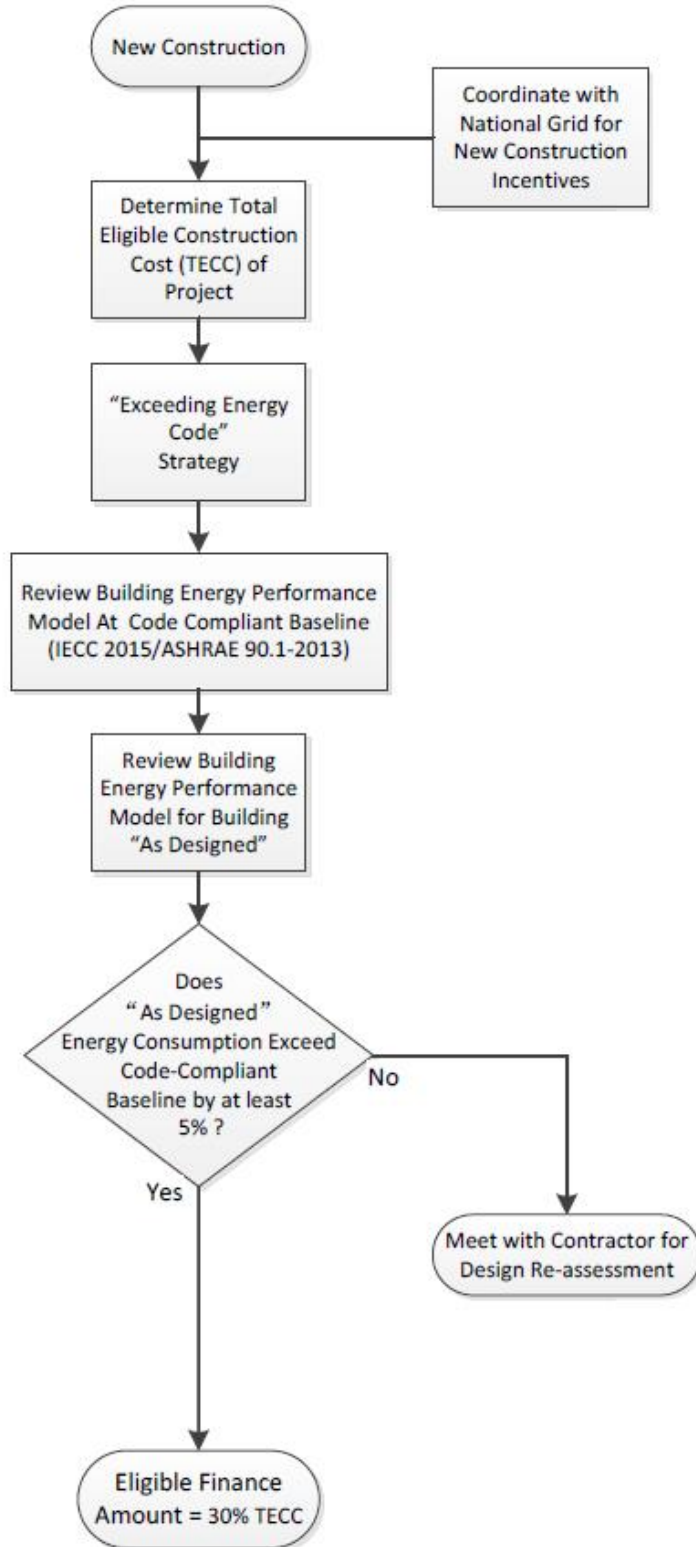 New Construction
Coordinate with
National Grid for
New Construction
Incentives
Determine Total
Eligible Construction
Cost (TECC) of
Project
“Exceeding Energy
Code”
Strategy
Review Building Energy Performance
Model At Code Compliant Baseline
(IECC 2015/ASHRAE 90.1-2013)
Review Building
Energy Performance
Model for Building
“As Designed”
Does
“As Designed”
Energy Consumption Exceed
Code-Compliant
Baseline by at least
5% ?
No
Yes
Meet with Contractor for
Design Re-assessment
Eligible Finance
Amount = 30% TECC